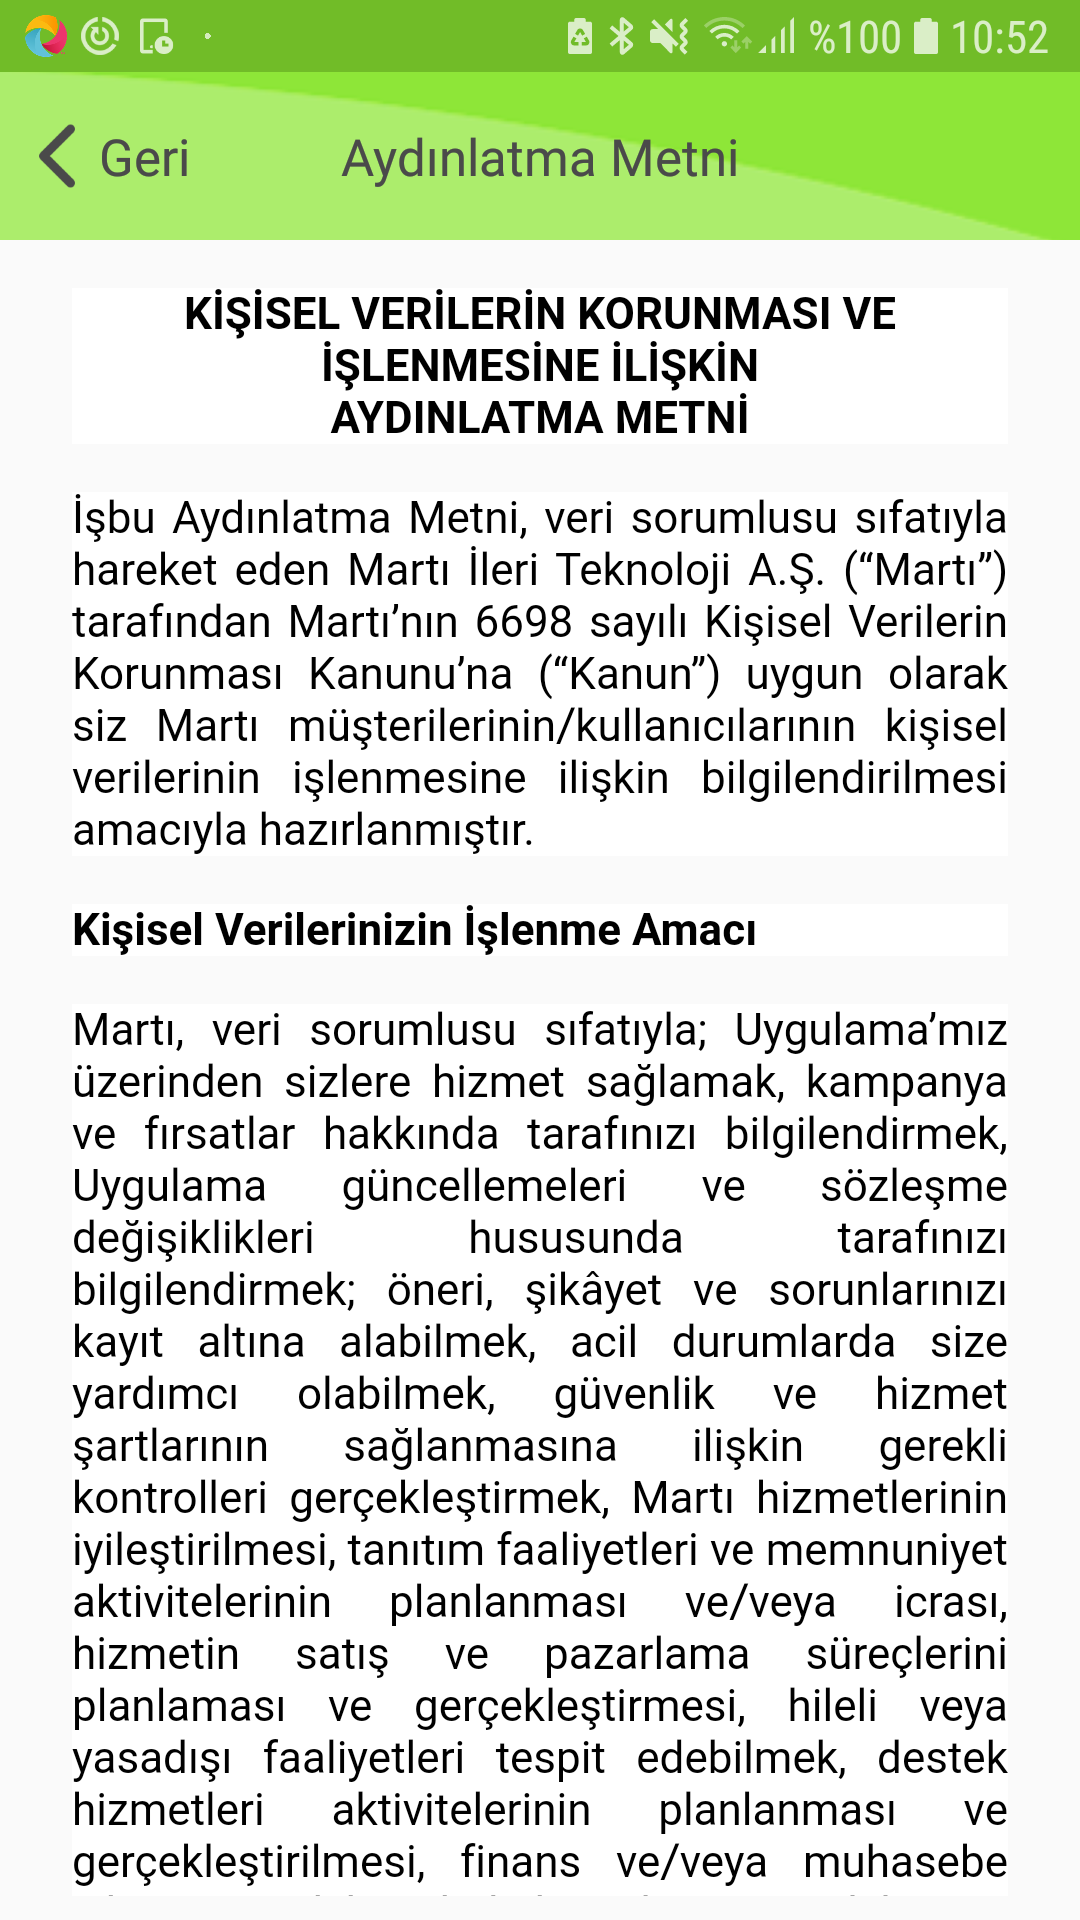 %100 10:52
Geri Aydınlatma Metni
KİŞİSEL VERİLERİN KORUNMASI VE
İŞLENMESİNE İLİŞKİN
AYDINLATMA METNİ
İşbu Aydınlatma Metni, veri sorumlusu sıfatıyla
hareket eden Martı İleri Teknoloji A.Ş. (“Martı”)
tarafından Martı’nın 6698 sayılı Kişisel Verilerin
Korunması Kanunu’na (“Kanun”) uygun olarak
siz Martı müşterilerinin/kullanıcılarının kişisel
verilerinin işlenmesine ilişkin bilgilendirilmesi
amacıyla hazırlanmıştır.
Kişisel Verilerinizin İşlenme Amacı
Martı, veri sorumlusu sıfatıyla; Uygulama’mız
üzerinden sizlere hizmet sağlamak, kampanya
ve fırsatlar hakkında tarafınızı bilgilendirmek,
Uygulama güncellemeleri ve sözleşme
değişiklikleri hususunda tarafınızı
bilgilendirmek; öneri, şikâyet ve sorunlarınızı
kayıt altına alabilmek, acil durumlarda size
yardımcı olabilmek, güvenlik ve hizmet
şartlarının sağlanmasına ilişkin gerekli
kontrolleri gerçekleştirmek, Martı hizmetlerinin
iyileştirilmesi, tanıtım faaliyetleri ve memnuniyet
aktivitelerinin planlanması ve/veya icrası,
hizmetin satış ve pazarlama süreçlerini
planlaması ve gerçekleştirmesi, hileli veya
yasadışı faaliyetleri tespit edebilmek, destek
hizmetleri aktivitelerinin planlanması ve
gerçekleştirilmesi, finans ve/veya muhasebe